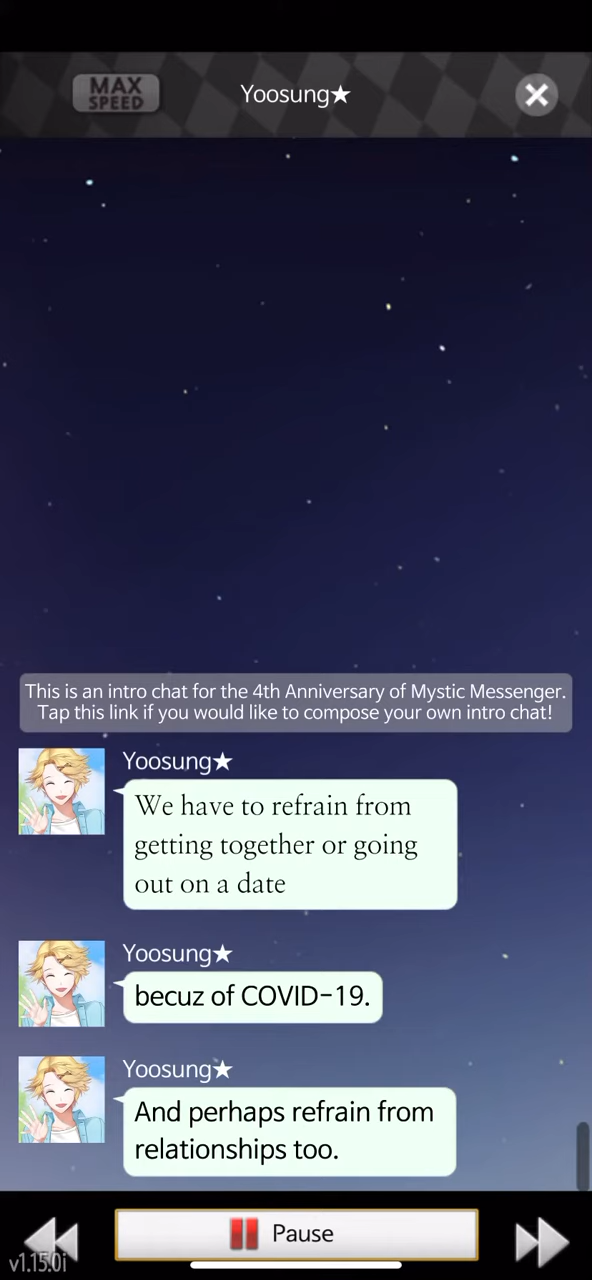 MAX
SPEED
Yoosung★
This is an intro chat for the 4th Anniversary of Mystic Messenger.
Tap this link if you would like to compose your own intro chat!
Yoosung★
We have to refrain from
getting together or going
out on a date
Yoosung★
becuz of COVID-19.
Yoosung★
And perhaps refrain from
relationships too.
Pause
v1.15.0i